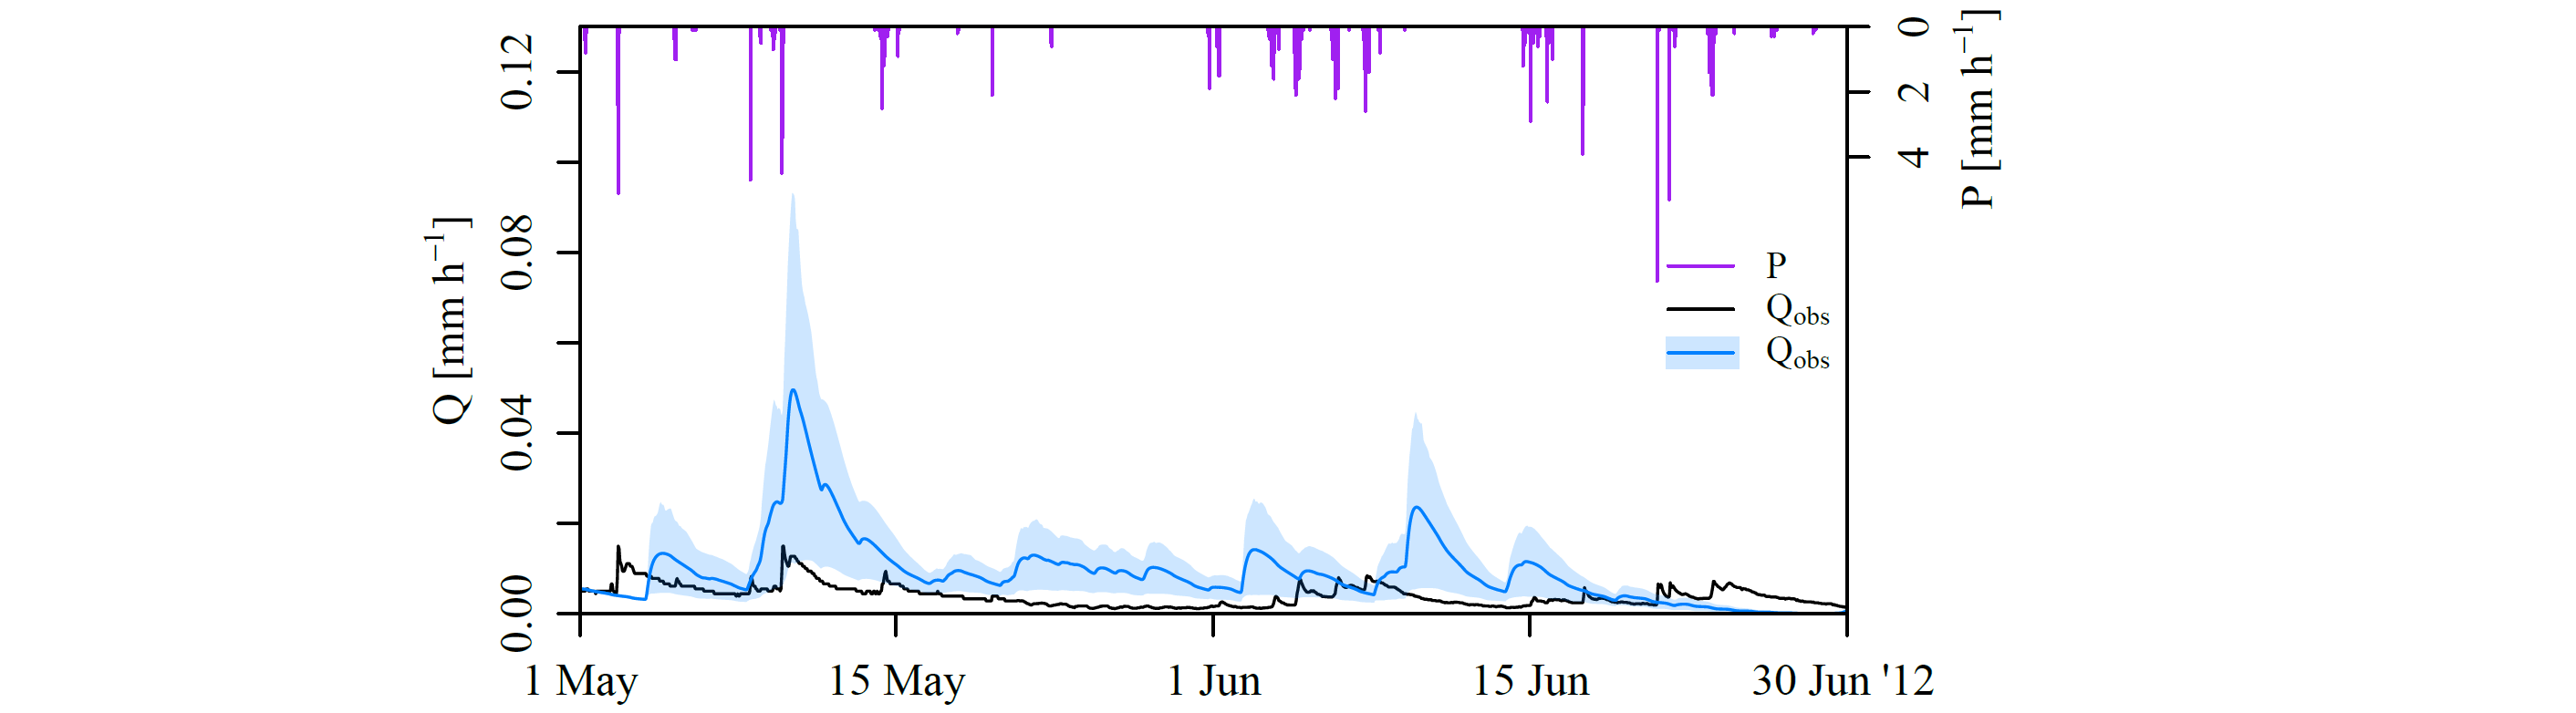 Q [mm h⁻¹]
0.12
0.08
0.04
0.00
0
2
4
P [mm h⁻¹]
P
Qobs
Qobs
1 May
15 May
1 Jun
15 Jun
30 Jun '12